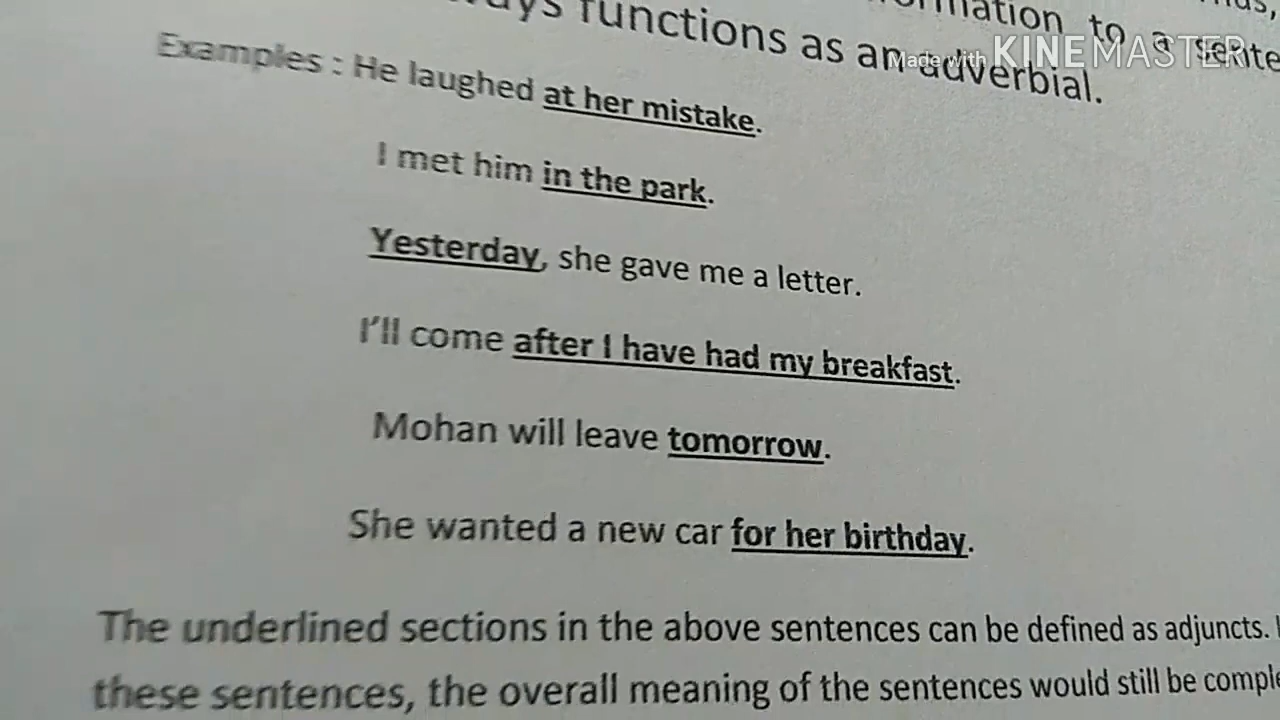 to a
functions as an adverbial.
Made with KINEMASTER
Examples : He laughed at her mistake.
I met him in the park.
Yesterday, she gave me a letter.
I'll come after I have had my breakfast.
Mohan will leave tomorrow.
She wanted a new car for her birthday.
The underlined sections in the above sentences can be defined as adjuncts.
these sentences, the overall meaning of the sentences would still be